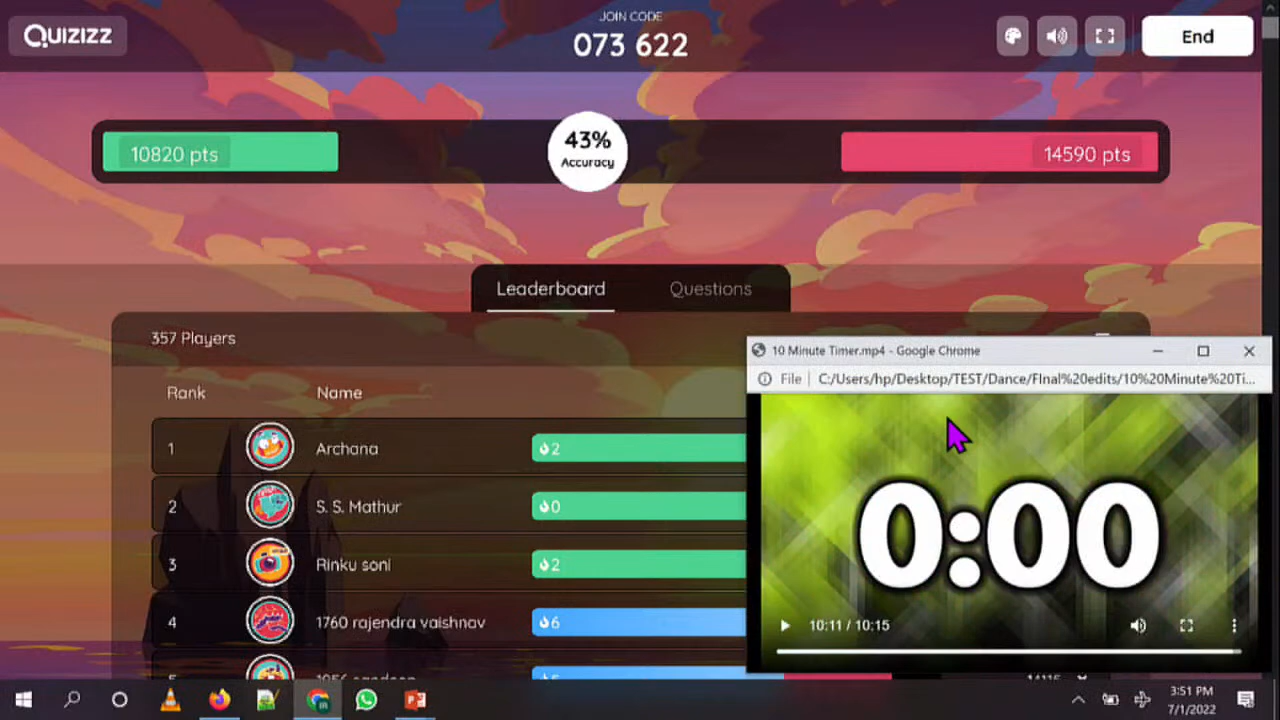 QUIZIZZ
JOIN CODE
073 622
End
10820 pts
43%
Accuracy
14590 pts
Leaderboard
Questions
357 Players
Rank
Name
1
Archana
2
2
S. S. Mathur
0
3
Rinku soni
2
4
1760 rajendra vaishnav
6
10 Minute Timer.mp4 - Google Chrome
File
C:/Users/hp/Desktop/TEST/Dance/FInal%20edits/10%20Minute%20Ti...
0:00
10:11 / 10:15
3:51 PM
7/1/2022